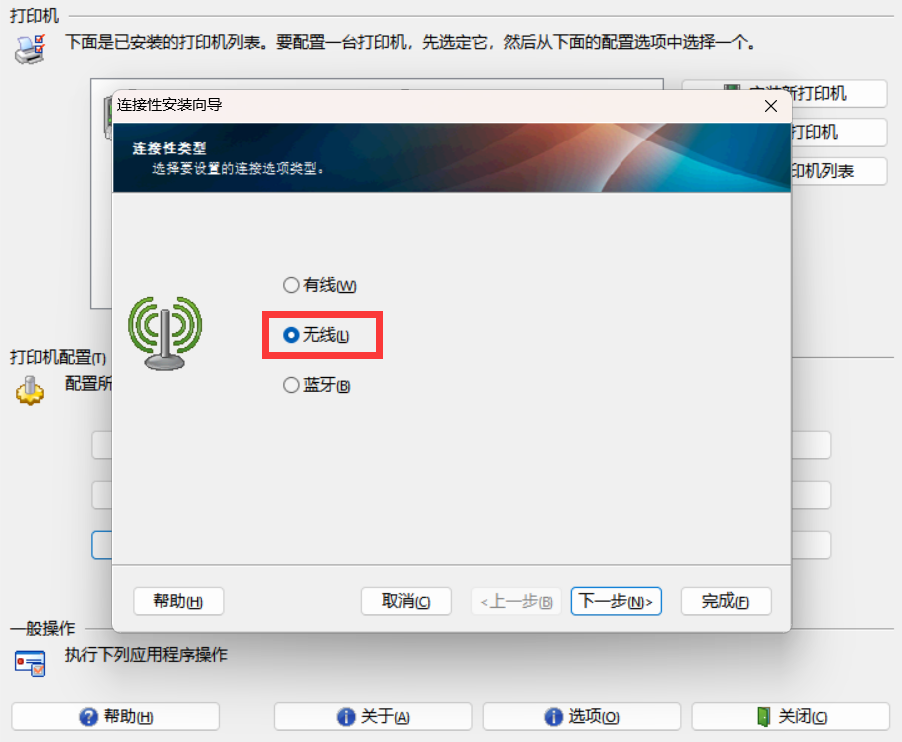 打印机
下面是已安装的打印机列表。要配置一台打印机，先选定它，然后从下面的配置选项中选择一个。
新打印机
连接性安装向导
打印机
连接性类型
选择要设置的连接选项类型。
印机列表
有线(W)
无线(L)
打印机配置(T)
配置所
蓝牙(B)
帮助(H)
取消(C)
<上一步(B)
下一步(N)>
完成(F)
一般操作
执行下列应用程序操作
帮助(H)
关于(A)
选项(O)
关闭(C)